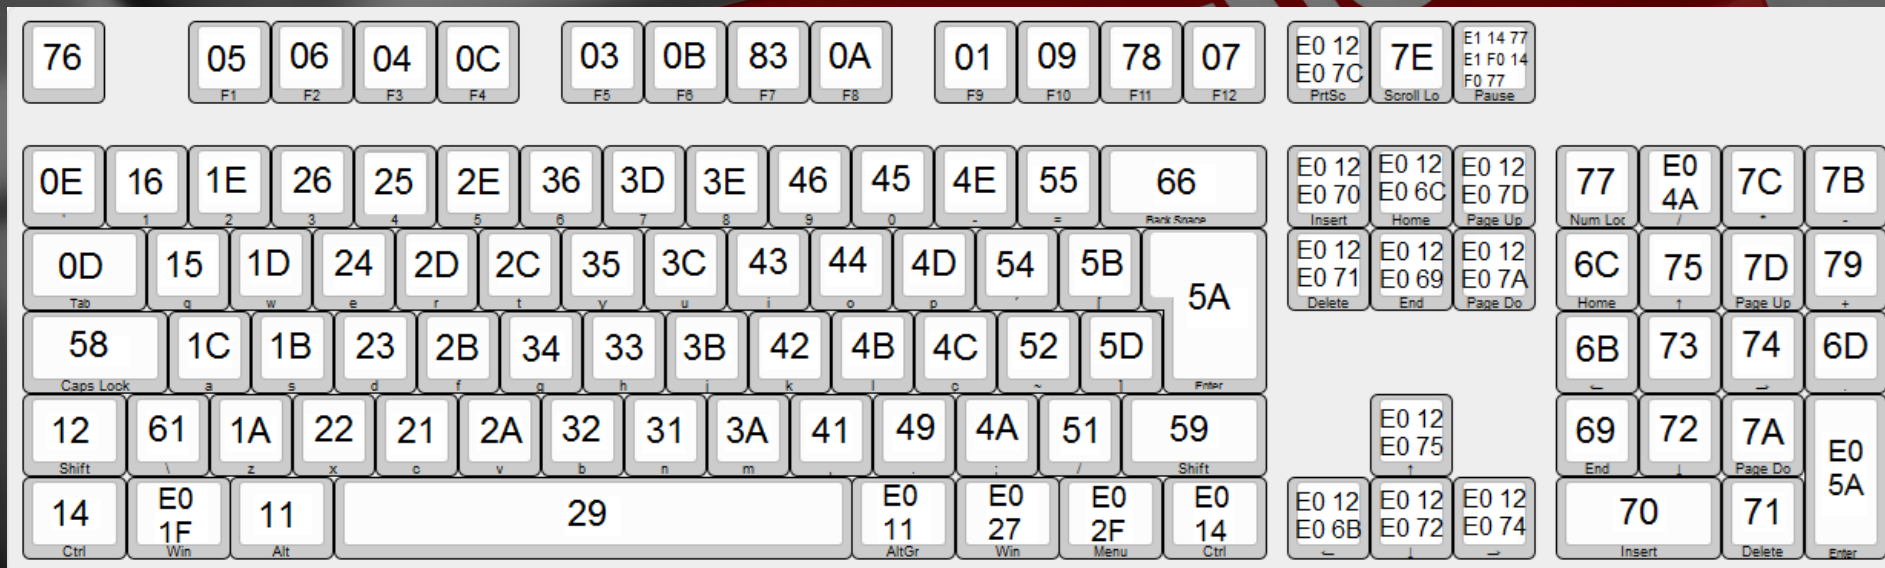 76 05 06 04 0C 03 0B 83 0A 01 09 78 07 E0 12 7E E1 14 77
E0 7C E1 F0 14
F0 77
F1 F2 F3 F4 F5 F6 F7 F8 F9 F10 F11 F12 PrtSc Scroll Lo Pause
0E 16 1E 26 25 2E 36 3D 3E 46 45 4E 55 66 E0 12 E0 12 E0 12 77 E0 7C 7B
E0 70 E0 6C E0 7D 4A
` 1 2 3 4 5 6 7 8 9 0 - = Back Space Insert Home Page Up Num Loc / * -
0D 15 1D 24 2D 2C 35 3C 43 44 4D 54 5B 5A E0 12 E0 12 E0 12 6C 75 7D 79
E0 71 E0 69 E0 7A
Tab q w e r t y u i o p ´ [ Delete End Page Do Home ↑ Page Up +
58 1C 1B 23 2B 34 33 3B 42 4B 4C 52 5D 6B 73 74 6D
Caps Lock a s d f g h j k l ç ~ ] Enter ← → .
12 61 1A 22 21 2A 32 31 3A 41 49 4A 51 59 E0 12 69 72 7A E0
E0 75 5A
Shift \ z x c v b n m , . ; / Shift ↑ End ↓ Page Do
14 E0 11 29 E0 E0 E0 E0 E0 12 E0 12 E0 12 70 71
1F 11 27 2F 14 E0 6B E0 72 E0 74
Ctrl Win Alt AltGr Win Menu Ctrl ← ↓ → Insert Delete Enter